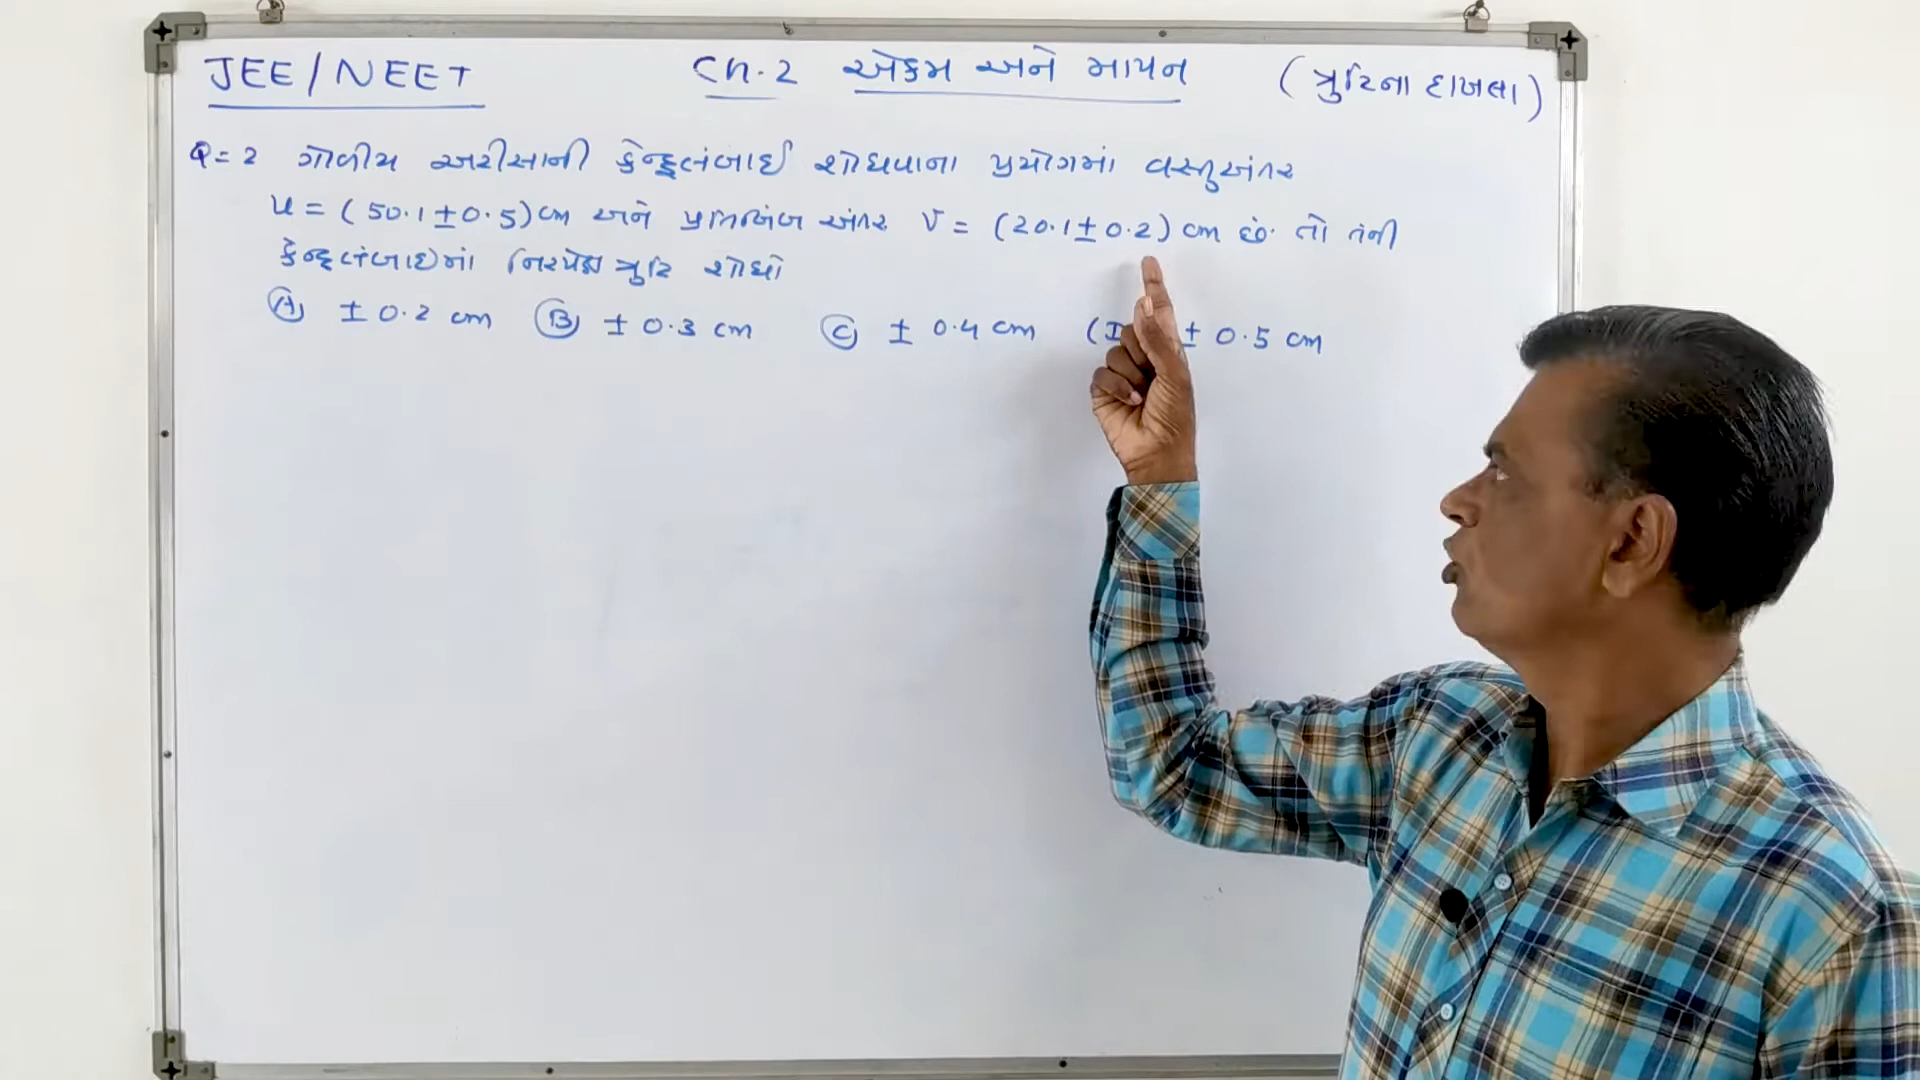 JEE/NEET Ch.2 એકમ અને માપન (ત્રુટિના દાખલા)
Q=2 ગોળીય અરીસાની કેન્દ્રલંબાઈ શોધવાના પ્રયોગમાં વસ્તુઅંતર
u = (50.1±0.5)cm અને પ્રતિબિંબ અંતર v = (20.1±0.2) cm છે. તો તેની
કેન્દ્રલંબાઇમાં નિરપેક્ષ ત્રુટિ શોધો
(A) ±0.2 cm (B) ±0.3 cm (C) ±0.4 cm ±0.5 cm